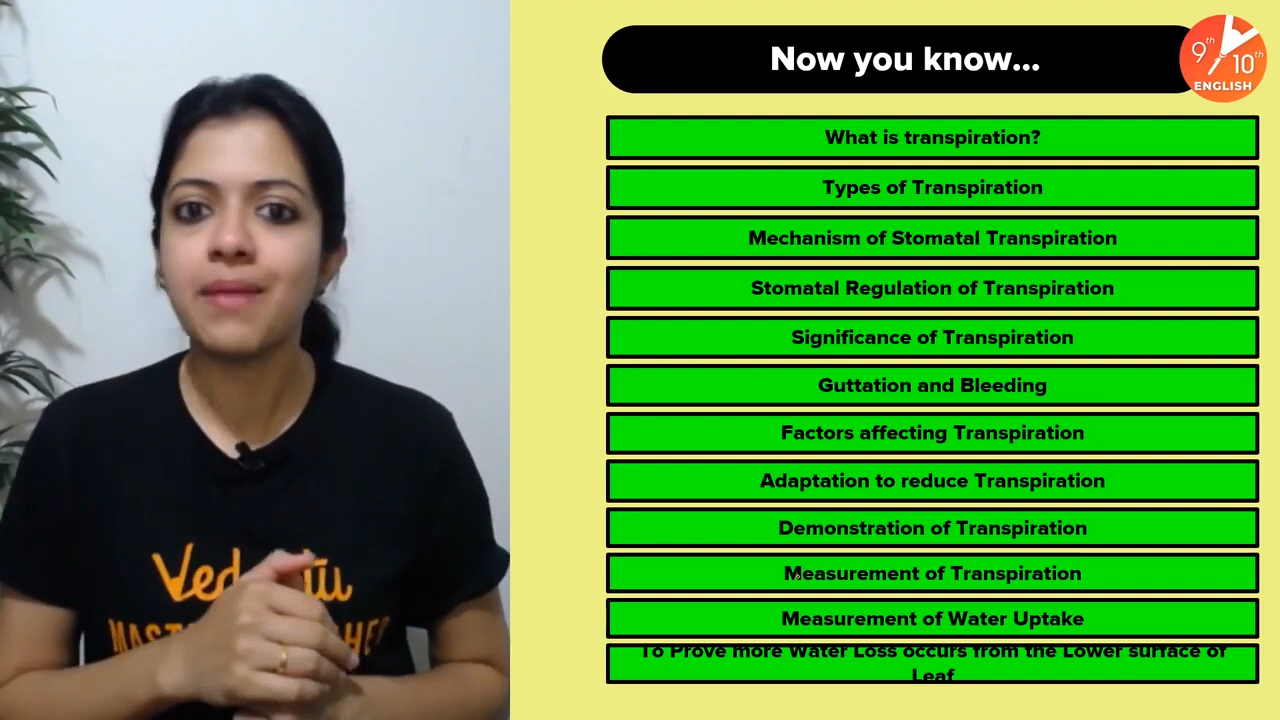 Now you know...
9th 10th
ENGLISH
What is transpiration?
Types of Transpiration
Mechanism of Stomatal Transpiration
Stomatal Regulation of Transpiration
Significance of Transpiration
Guttation and Bleeding
Factors affecting Transpiration
Adaptation to reduce Transpiration
Demonstration of Transpiration
Measurement of Transpiration
Measurement of Water Uptake
To Prove more Water Loss occurs from the Lower surface of
Leaf